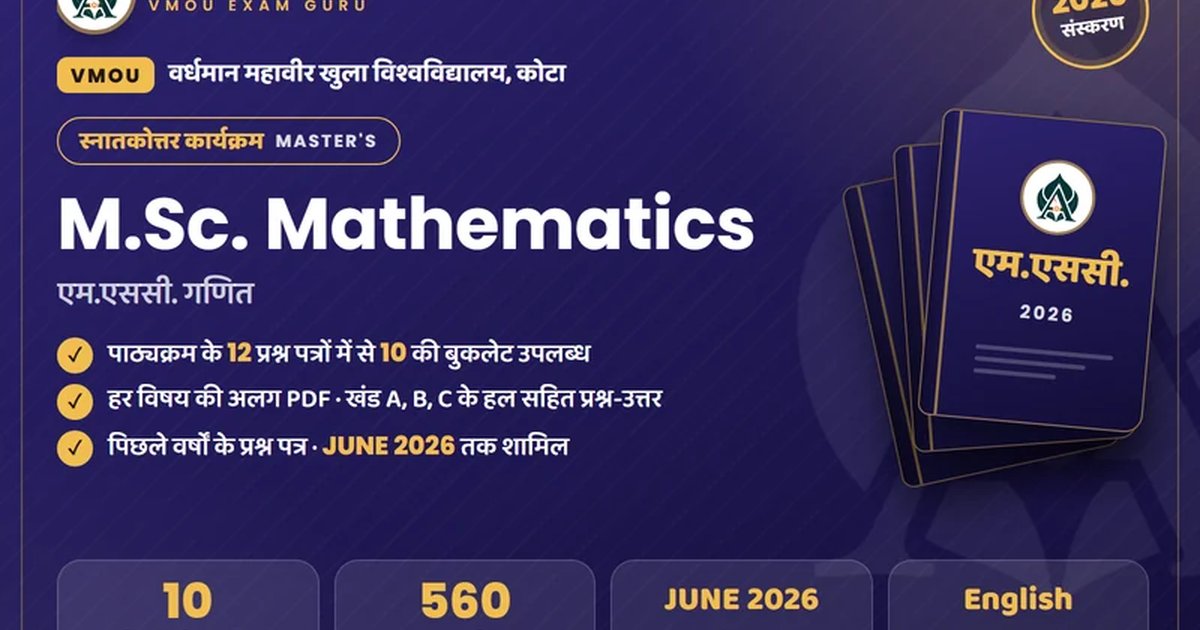 VMOU EXAM GURU
2026
संस्करण
VMOU वर्धमान महावीर खुला विश्वविद्यालय, कोटा
स्नातकोत्तर कार्यक्रम MASTER'S
M.Sc. Mathematics
एम.एससी. गणित
पाठ्यक्रम के 12 प्रश्न पत्रों में से 10 की बुकलेट उपलब्ध
हर विषय की अलग PDF · खंड A, B, C के हल सहित प्रश्न-उत्तर
पिछले वर्षों के प्रश्न पत्र · JUNE 2026 तक शामिल
एम.एससी.
2026
10
560
JUNE 2026
English